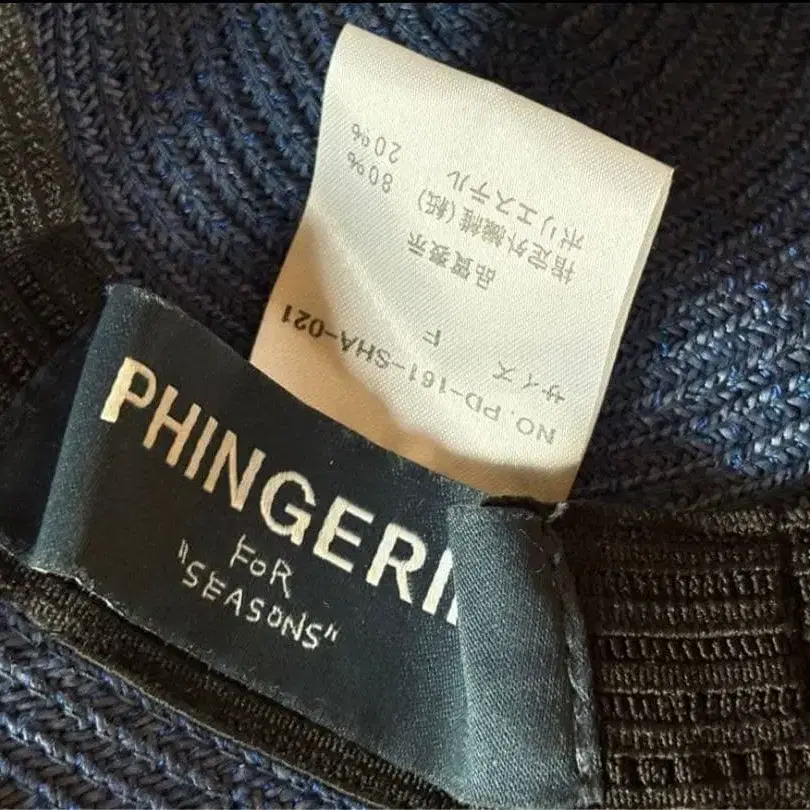 PHINGERI
FOR
"SEASONS"
NO. PD-161-SHA-021
サイズ
F
品質表示
指定外繊維(紙) 80%
ポリエステル 20%